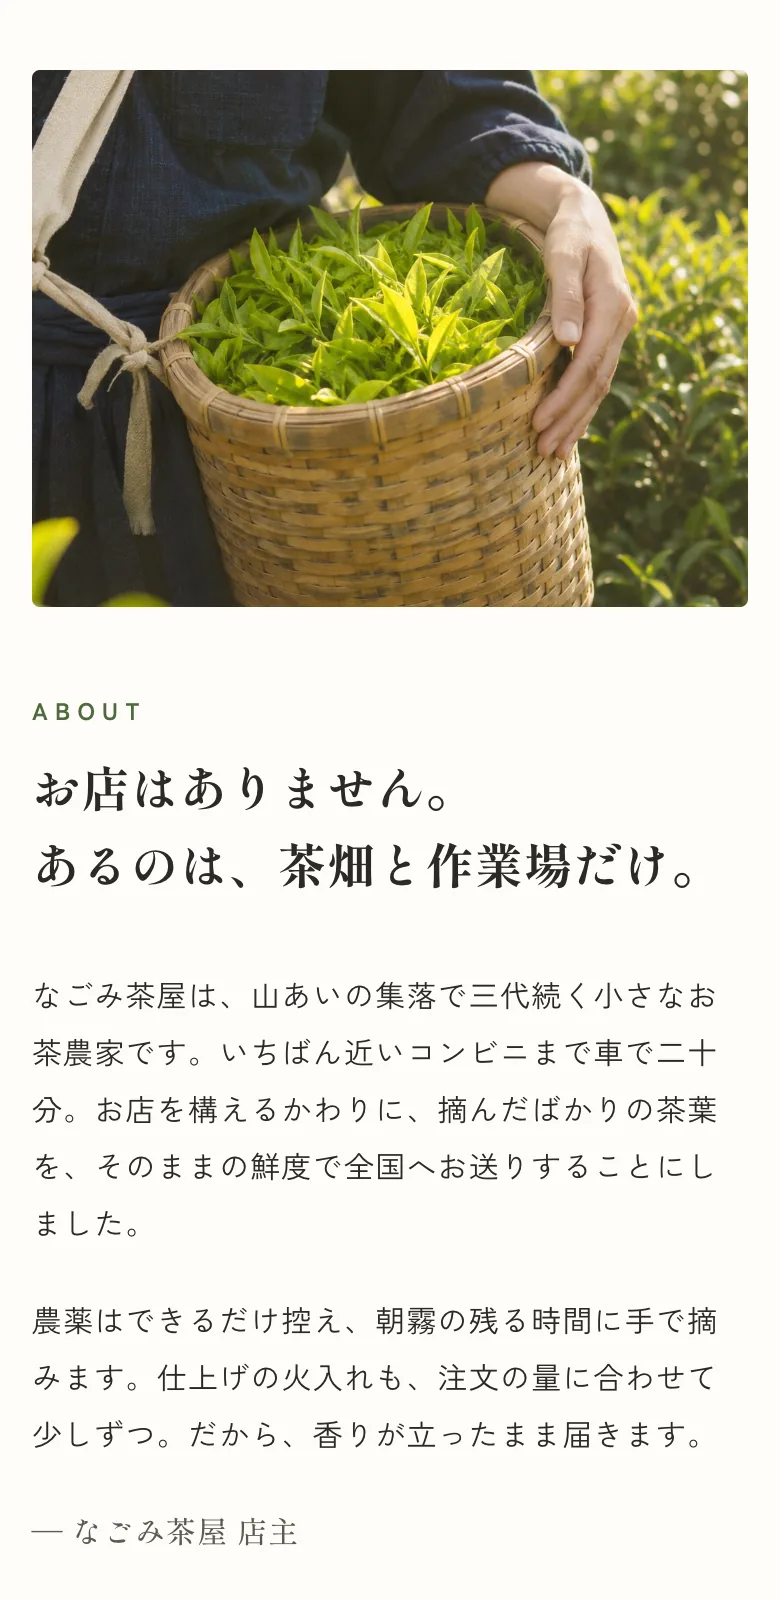 ABOUT
お店はありません。
あるのは、茶畑と作業場だけ。
なごみ茶屋は、山あいの集落で三代続く小さなお
茶農家です。いちばん近いコンビニまで車で二十
分。お店を構えるかわりに、摘んだばかりの茶葉
を、そのままの鮮度で全国へお送りすることにし
ました。
農薬はできるだけ控え、朝霧の残る時間に手で摘
みます。仕上げの火入れも、注文の量に合わせて
少しずつ。だから、香りが立ったまま届きます。
— なごみ茶屋 店主